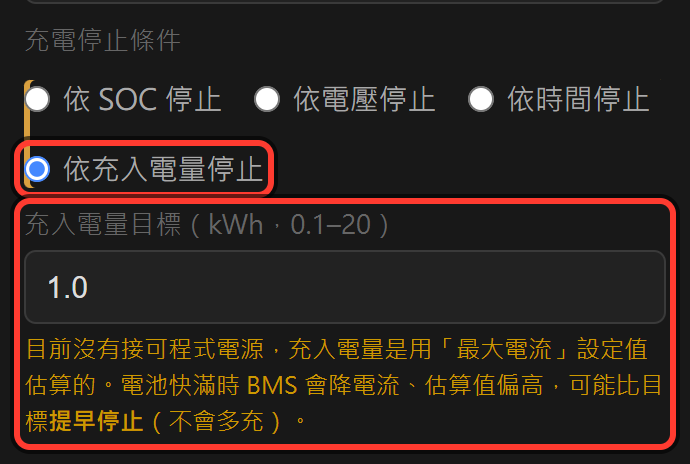 充電停止條件
依 SOC 停止 依電壓停止 依時間停止
依充入電量停止
充入電量目標（kWh，0.1–20）
1.0
目前沒有接可程式電源，充入電量是用「最大電流」設定值
估算的。電池快滿時 BMS 會降電流、估算值偏高，可能比目
標提早停止（不會多充）。